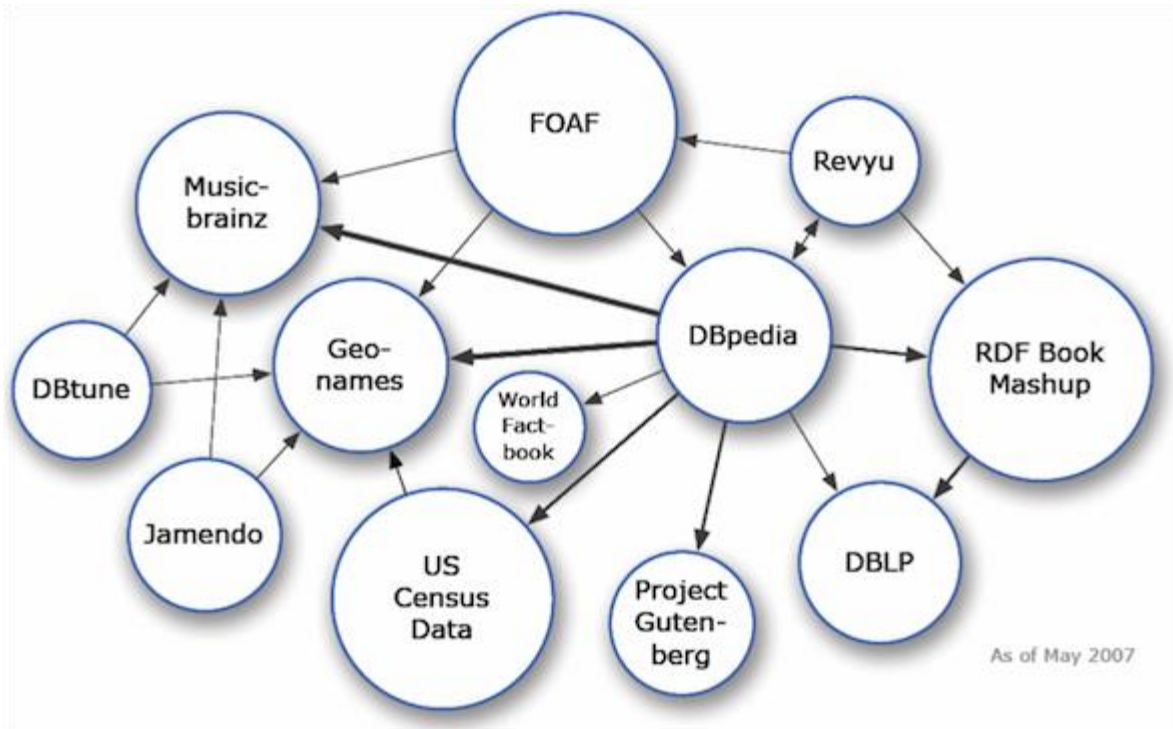 FOAF
Revyu
Music-
brainz
DBpedia
Geo-
names
RDF Book
Mashup
DBtune
World
Fact-
book
Jamendo
US
Census
Data
Project
Guten-
berg
DBLP
As of May 2007